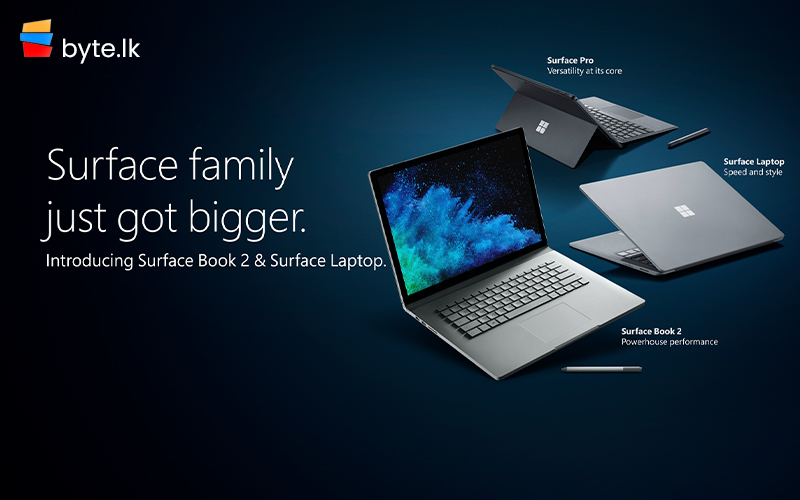 byte.lk
Surface family
just got bigger.
Introducing Surface Book 2 & Surface Laptop.
Surface Pro
Versatility at its core
Surface Laptop
Speed and style
Surface Book 2
Powerhouse performance